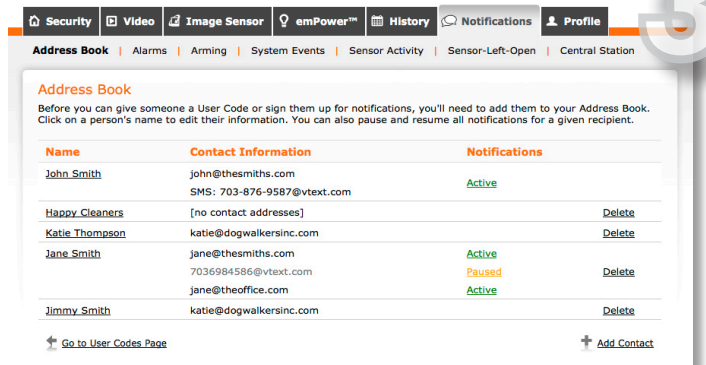 Security Video Image Sensor emPower™ History Notifications Profile
Address Book | Alarms | Arming | System Events | Sensor Activity | Sensor-Left-Open | Central Station
Address Book
Before you can give someone a User Code or sign them up for notifications, you'll need to add them to your Address Book.
Click on a person's name to edit their information. You can also pause and resume all notifications for a given recipient.
Name Contact Information Notifications
John Smith john@thesmiths.com
Active
SMS: 703-876-9587@vtext.com
Happy Cleaners [no contact addresses] Delete
Katie Thompson katie@dogwalkersinc.com Delete
Jane Smith jane@thesmiths.com Active
7036984586@vtext.com Paused Delete
jane@theoffice.com Active
Jimmy Smith katie@dogwalkersinc.com Delete
Go to User Codes Page Add Contact